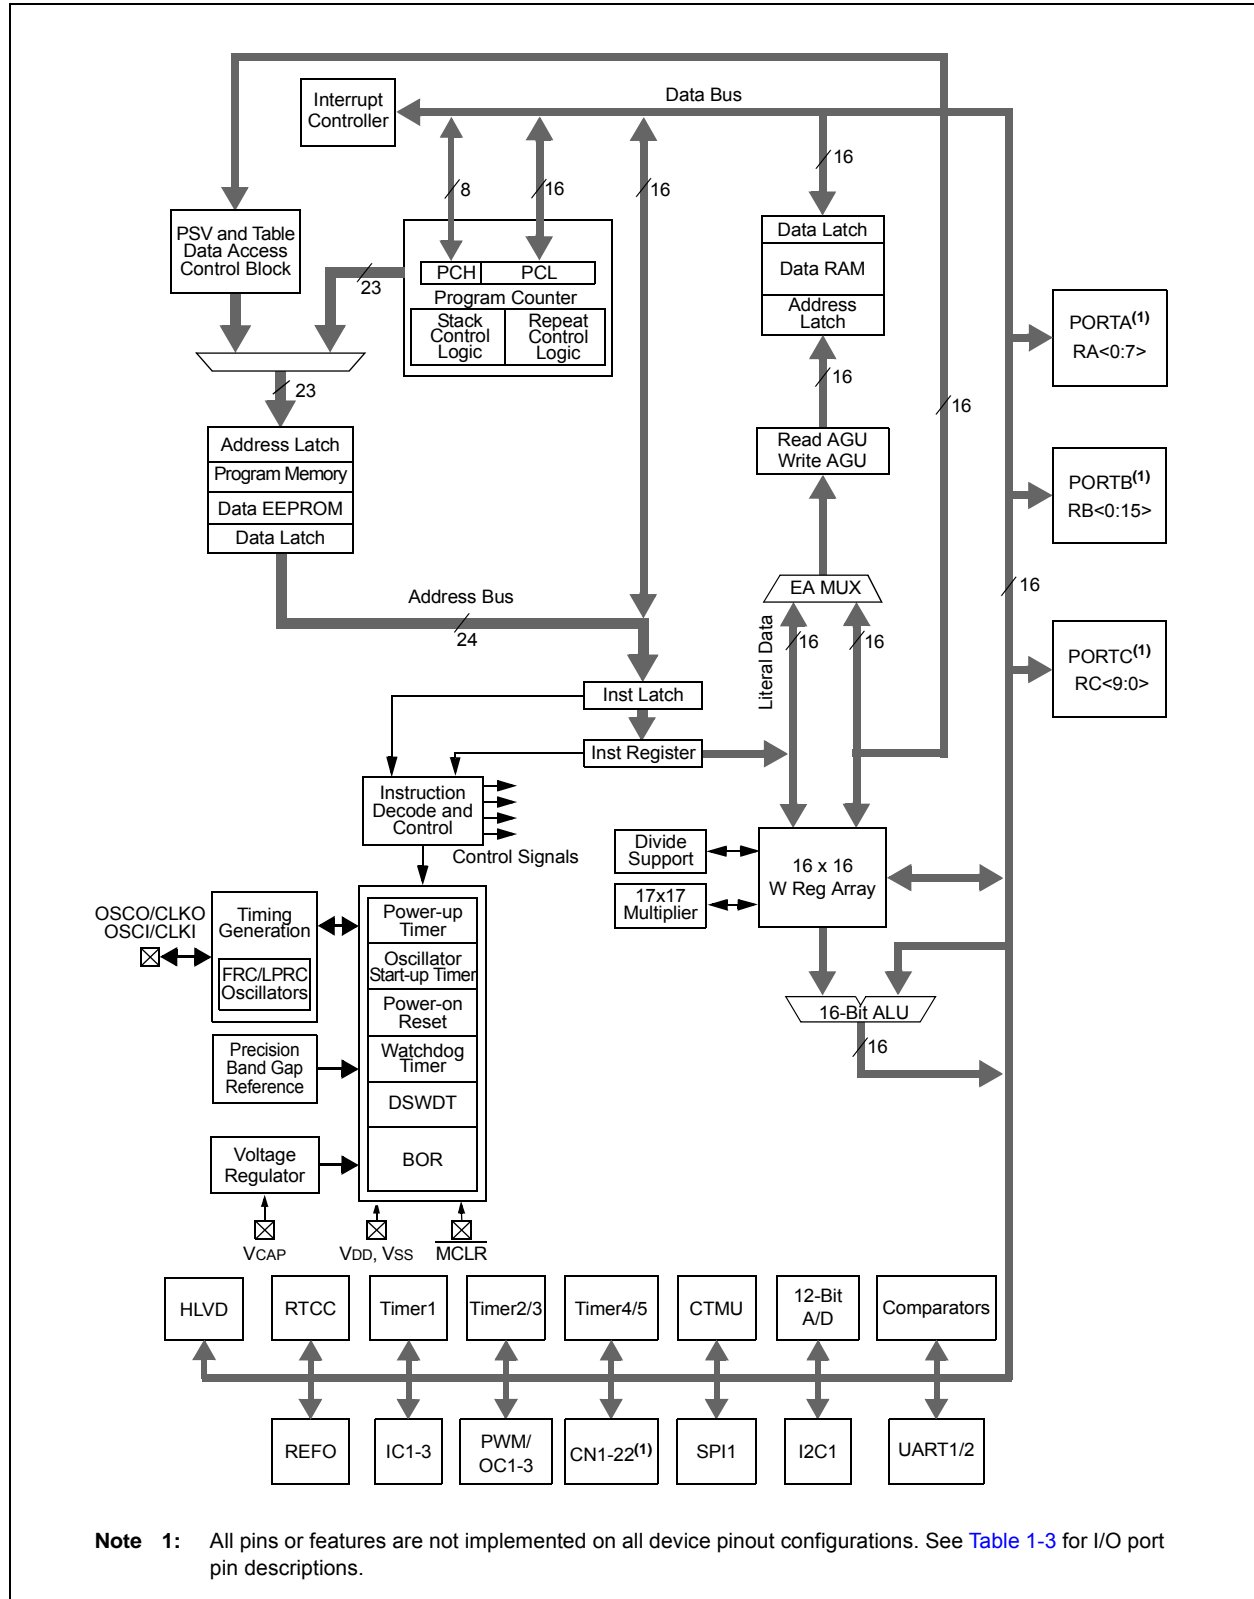 Data Bus
Interrupt
Controller
16
8
16
16
PSV and Table
Data Access
Control Block
Data Latch
Data RAM
Address
Latch
23
PCH
PCL
Program Counter
Stack
Control
Logic
Repeat
Control
Logic
PORTA(1)
RA<0:7>
23
16
16
Address Latch
Program Memory
Data EEPROM
Data Latch
Read AGU
Write AGU
PORTB(1)
RB<0:15>
EA MUX
16
Address Bus
24
Literal Data
16
16
PORTC(1)
RC<9:0>
Inst Latch
Inst Register
Instruction
Decode and
Control
Control Signals
Divide
Support
17x17
Multiplier
16 x 16
W Reg Array
OSCO/CLKO
OSCI/CLKI
Timing
Generation
FRC/LPRC
Oscillators
Power-up
Timer
Oscillator
Start-up Timer
Power-on
Reset
Watchdog
Timer
DSWDT
BOR
16-Bit ALU
16
Precision
Band Gap
Reference
Voltage
Regulator
VCAP
VDD, VSS
MCLR
HLVD
RTCC
Timer1
Timer2/3
Timer4/5
CTMU
12-Bit
A/D
Comparators
REFO
IC1-3
PWM/
OC1-3
CN1-22(1)
SPI1
I2C1
UART1/2
Note 1: All pins or features are not implemented on all device pinout configurations. See Table 1-3 for I/O port
pin descriptions.